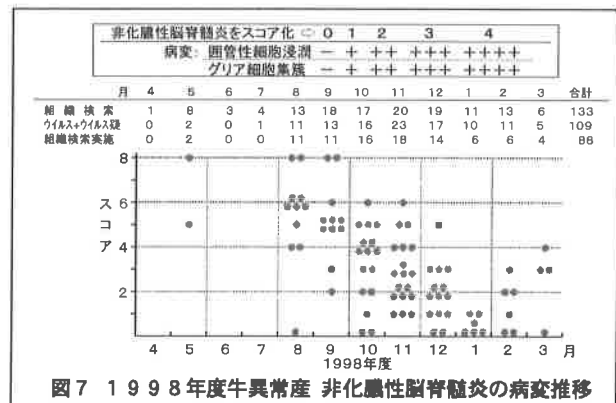 非化膿性脳脊髄炎をスコア化 ⇨ 0 1 2 3 4
病変: 囲管性細胞浸潤 − + ++ +++ ++++
グリア細胞集簇 − + ++ +++ ++++
月 4 5 6 7 8 9 10 11 12 1 2 3 合計
組織検索 1 8 3 4 13 18 17 20 19 11 13 6 133
ウイルス+ウイルス疑 0 2 0 1 11 13 16 23 17 10 11 5 109
組織検索実施 0 2 0 0 11 11 16 18 14 6 6 4 88
8
6
スコア
4
2
4 5 6 7 8 9 10 11 12 1 2 3 月
1998年度
図7 1998年度牛異常産 非化膿性脳脊髄炎の病変推移